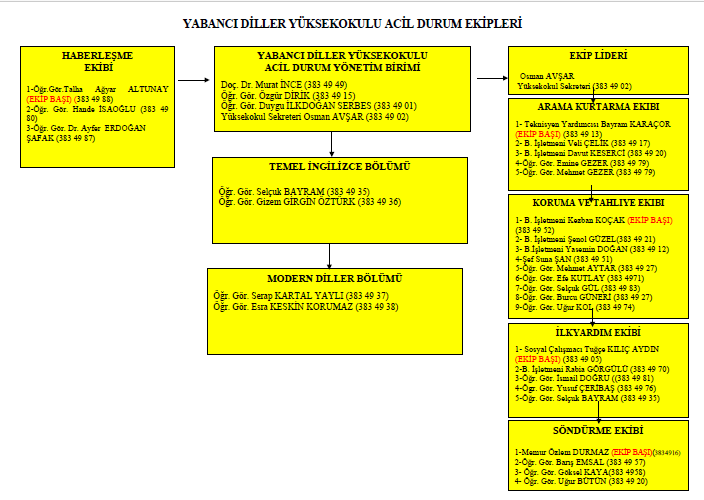 YABANCI DİLLER YÜKSEKOKULU ACİL DURUM EKİPLERİ
HABERLEŞME
EKİBİ
1-Öğr.Gör.Talha Ağyar ALTUNAY
(EKİP BAŞI) (383 49 88)
2-Öğr. Gör. Hande İSAOĞLU (383 49
80)
3-Öğr. Gör. Dr. Ayfer ERDOĞAN
ŞAFAK (383 49 87)
YABANCI DİLLER YÜKSEKOKULU
ACİL DURUM YÖNETİM BİRİMİ
Doç. Dr. Murat İNCE (383 49 49)
Öğr. Gör. Özgür DİRİK (383 49 15)
Öğr. Gör. Duygu İLKDOĞAN SERBES (383 49 01)
Yüksekokul Sekreteri Osman AVŞAR (383 49 02)
TEMEL İNGİLİZCE BÖLÜMÜ
Öğr. Gör. Selçuk BAYRAM (383 49 35)
Öğr. Gör. Gizem GİRGİN ÖZTÜRK (383 49 36)
MODERN DİLLER BÖLÜMÜ
Öğr. Gör. Serap KARTAL YAYLI (383 49 37)
Öğr. Gör. Esra KESKİN KORUMAZ (383 49 38)
EKİP LİDERİ
Osman AVŞAR
Yüksekokul Sekreteri (383 49 02)
ARAMA KURTARMA EKİBİ
1- Teknisyen Yardımcısı Bayram KARAÇOR
(EKİP BAŞI) (383 49 13)
2- B. İşletmeni Veli ÇELİK (383 49 17)
3- B. İşletmeni Davut KESERCİ (383 49 20)
4-Öğr. Gör. Emine GEZER (383 49 79)
5-Öğr. Gör. Mehmet GEZER (383 49 79)
KORUMA VE TAHLİYE EKİBİ
1- B. İşletmeni Kezban KOÇAK (EKİP BAŞI)
(383 49 52)
2- B. İşletmeni Şenol GÜZEL(383 49 21)
3- B.İşletmeni Yasemin DOĞAN (383 49 12)
4-Şef Suna ŞAN (383 49 51)
5-Öğr. Gör. Mehmet AYTAR (383 49 27)
6-Öğr. Gör. Efe KUTLAY (383 4971)
7-Öğr. Gör. Selçuk GÜL (383 49 83)
8-Öğr. Gör. Burcu GÜNERİ (383 49 27)
9-Öğr. Gör. Uğur KOL (383 49 74)
İLKYARDIM EKİBİ
1- Sosyal Çalışmacı Tuğçe KILIÇ AYDIN
(EKİP BAŞI) (383 49 05)
2-B. İşletmeni Rabia GÖRGÜLÜ (383 49 70)
3-Öğr. Gör. İsmail DOĞRU ((383 49 81)
4-Ögr. Gör. Yusuf ÇERİBAŞ (383 49 76)
5-Öğr. Gör. Selçuk BAYRAM (383 49 35)
SÖNDÜRME EKİBİ
1-Memur Özlem DURMAZ (EKİP BAŞI)(3834916)
2-Öğr. Gör. Barış EMSAL (383 49 57)
3- Öğr. Gör. Göksel KAYA(383 4958)
4- Öğr. Gör. Uğur BÜTÜN (383 49 20)